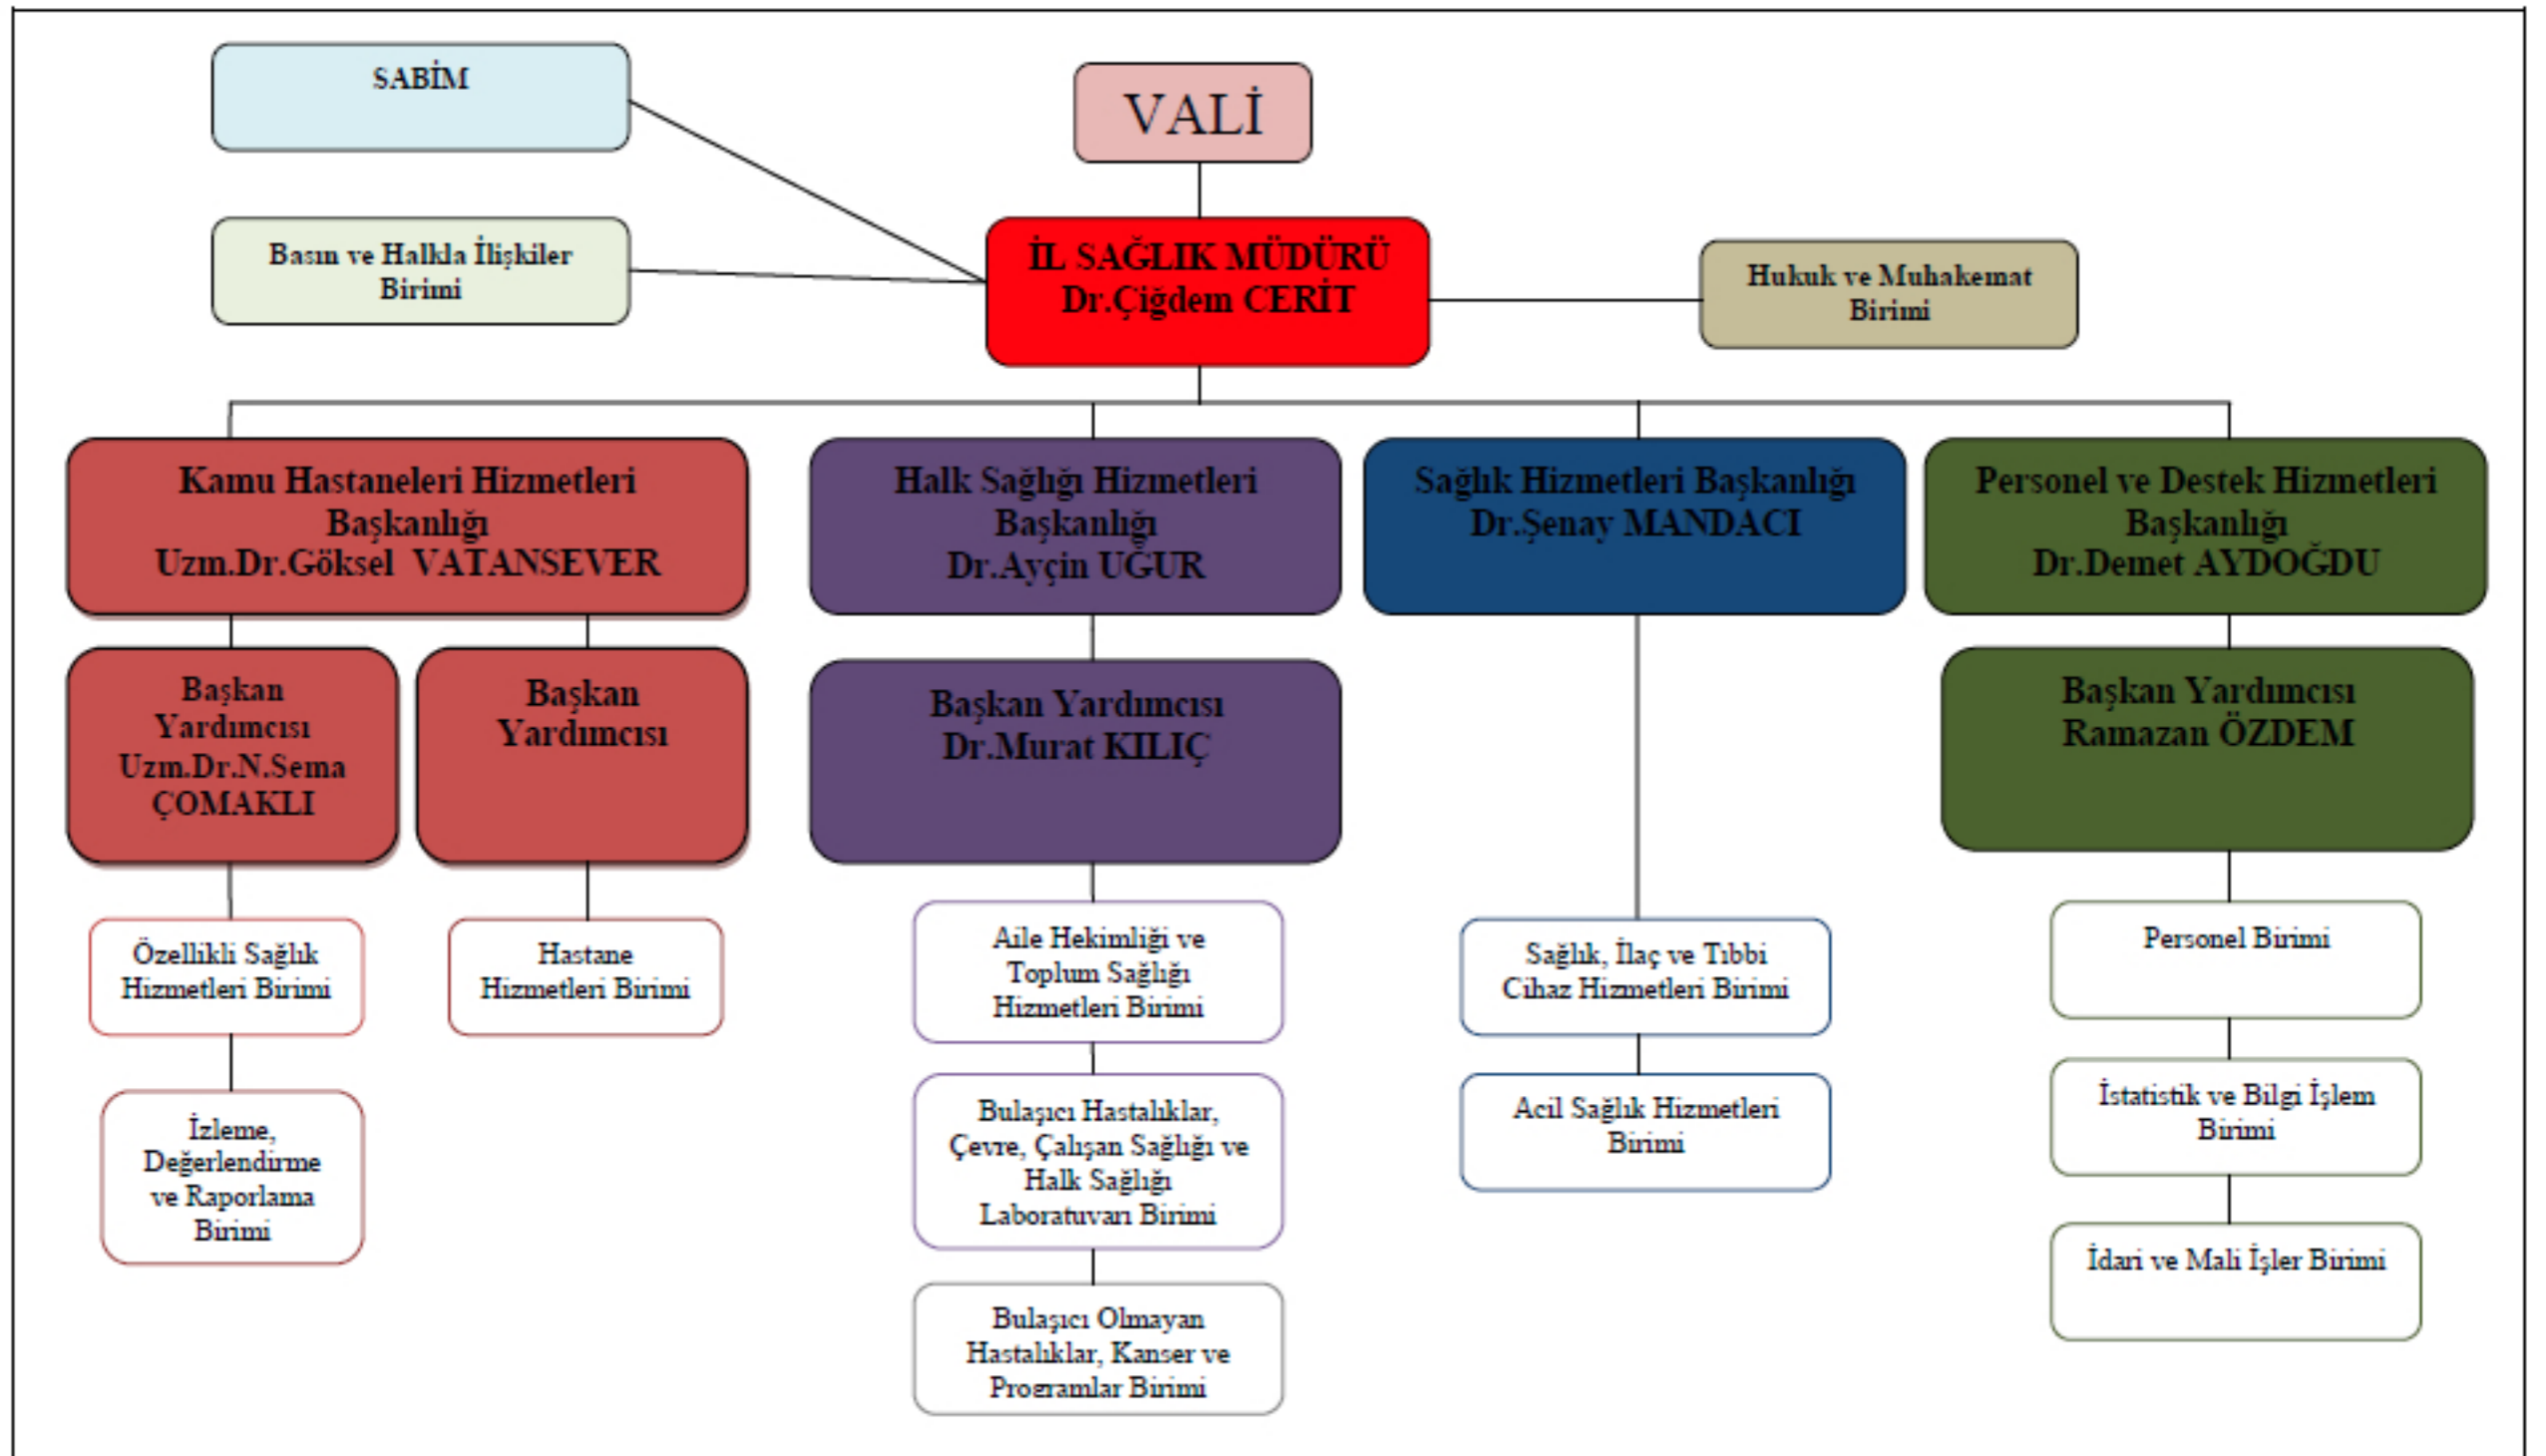 SABİM
VALİ
Basın ve Halkla İlişkiler
Birimi
İL SAĞLIK MÜDÜRÜ
Dr.Çiğdem CERİT
Hukuk ve Muhakemat
Birimi
Kamu Hastaneleri Hizmetleri
Başkanlığı
Uzm.Dr.Göksel VATANSEVER
Halk Sağlığı Hizmetleri
Başkanlığı
Dr.Ayçin UĞUR
Sağlık Hizmetleri Başkanlığı
Dr.Şenay MANDACI
Personel ve Destek Hizmetleri
Başkanlığı
Dr.Demet AYDOĞDU
Başkan
Yardımcısı
Uzm.Dr.N.Sema
ÇOMAKLI
Başkan
Yardımcısı
Başkan Yardımcısı
Dr.Murat KILIÇ
Başkan Yardımcısı
Ramazan ÖZDEM
Özellikli Sağlık
Hizmetleri Birimi
Hastane
Hizmetleri Birimi
Aile Hekimliği ve
Toplum Sağlığı
Hizmetleri Birimi
Sağlık, İlaç ve Tıbbi
Cihaz Hizmetleri Birimi
Personel Birimi
İzleme,
Değerlendirme
ve Raporlama
Birimi
Bulaşıcı Hastalıklar,
Çevre, Çalışan Sağlığı ve
Halk Sağlığı
Laboratuvarı Birimi
Acil Sağlık Hizmetleri
Birimi
İstatistik ve Bilgi İşlem
Birimi
Bulaşıcı Olmayan
Hastalıklar, Kanser ve
Programlar Birimi
İdari ve Mali İşler Birimi